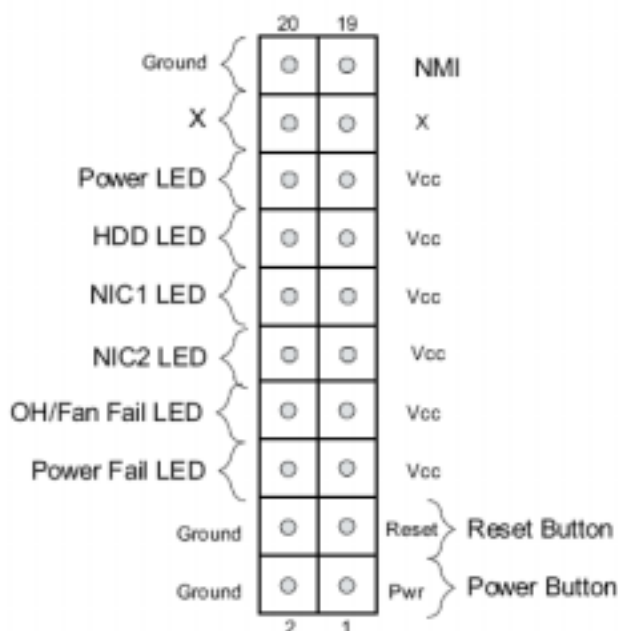 20 19
Ground NMI
X X
Power LED Vcc
HDD LED Vcc
NIC1 LED Vcc
NIC2 LED Vcc
OH/Fan Fail LED Vcc
Power Fail LED Vcc
Ground Reset Reset Button
Ground Pwr Power Button
2 1